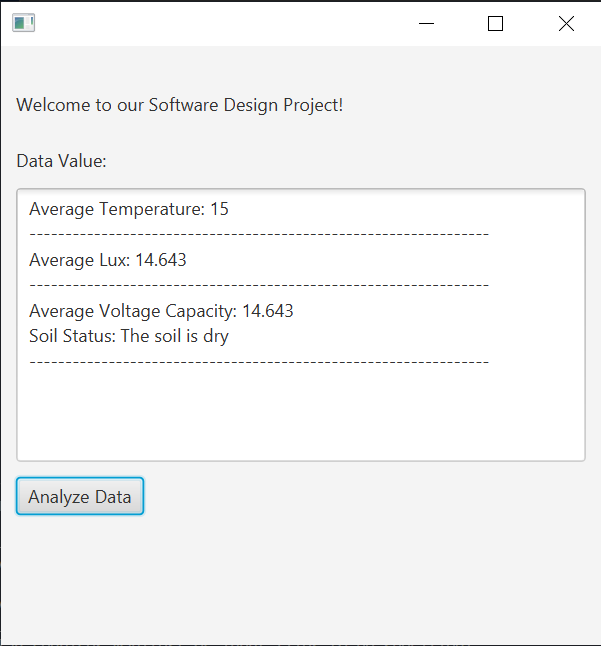 Welcome to our Software Design Project!
Data Value:
Average Temperature: 15
---------------------------------------------------------
Average Lux: 14.643
---------------------------------------------------------
Average Voltage Capacity: 14.643
Soil Status: The soil is dry
---------------------------------------------------------
Analyze Data